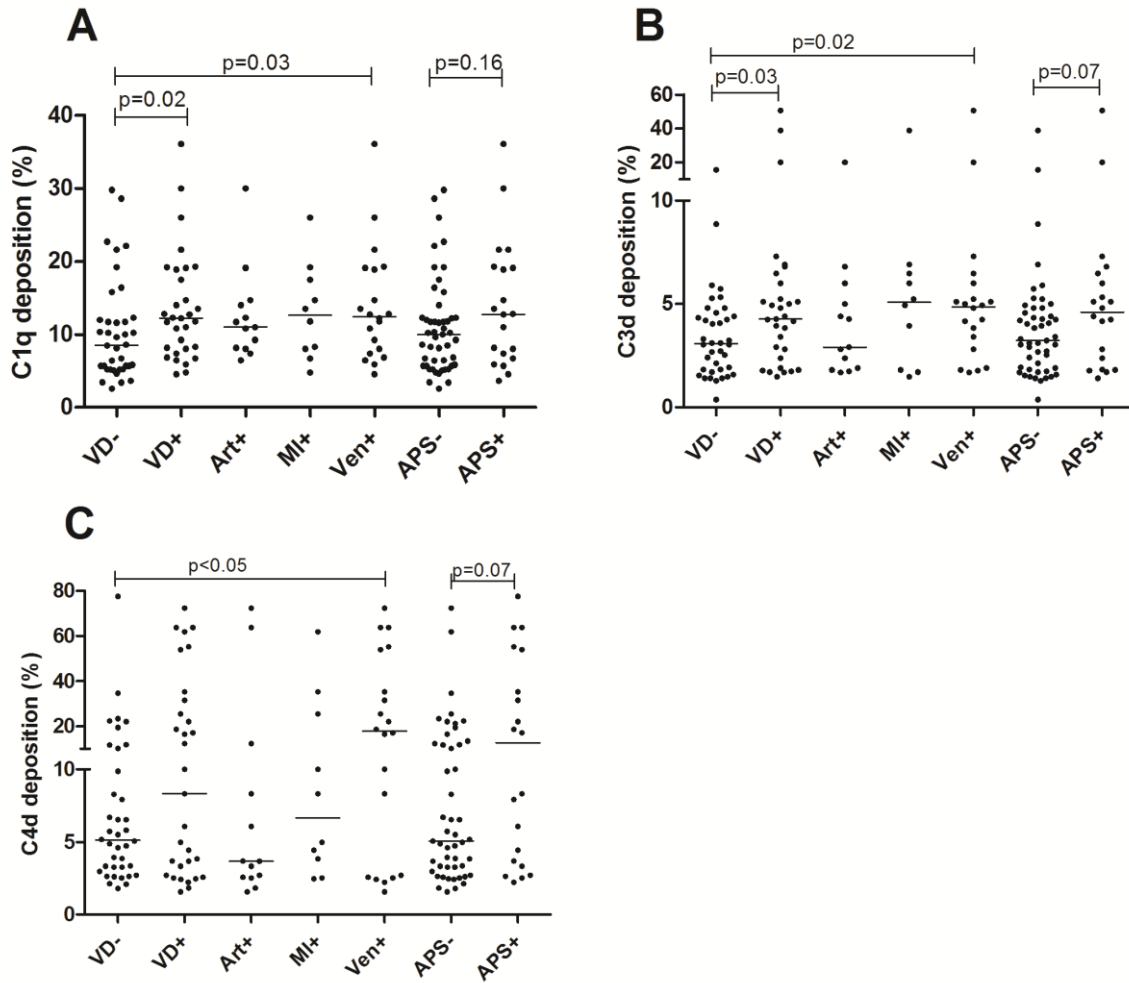 A
p=0.03
p=0.16
p=0.02
C1q deposition (%)
40
30
20
10
0
VD-
VD+
Art+
MI+
Ven+
APS-
APS+
B
p=0.02
p=0.03
p=0.07
C3d deposition (%)
60
40
20
10
5
0
VD-
VD+
Art+
MI+
Ven+
APS-
APS+
C
p<0.05
p=0.07
C4d deposition (%)
80
60
40
20
10
5
0
VD-
VD+
Art+
MI+
Ven+
APS-
APS+